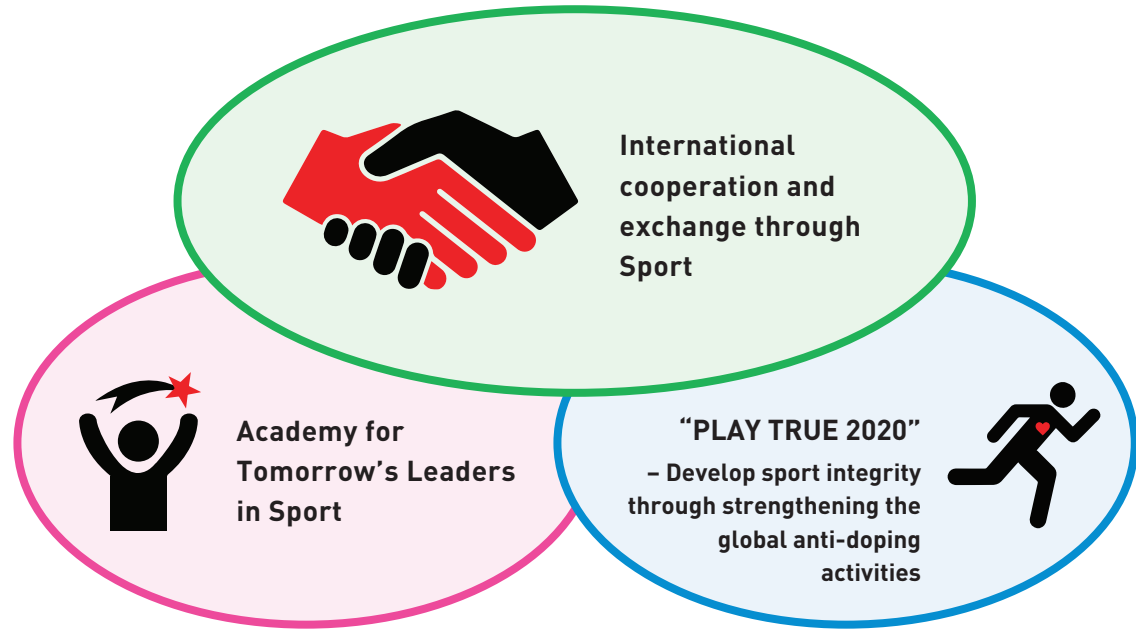 International
cooperation and
exchange through
Sport
Academy for
Tomorrow’s Leaders
in Sport
“PLAY TRUE 2020”
– Develop sport integrity
through strengthening the
global anti-doping
activities